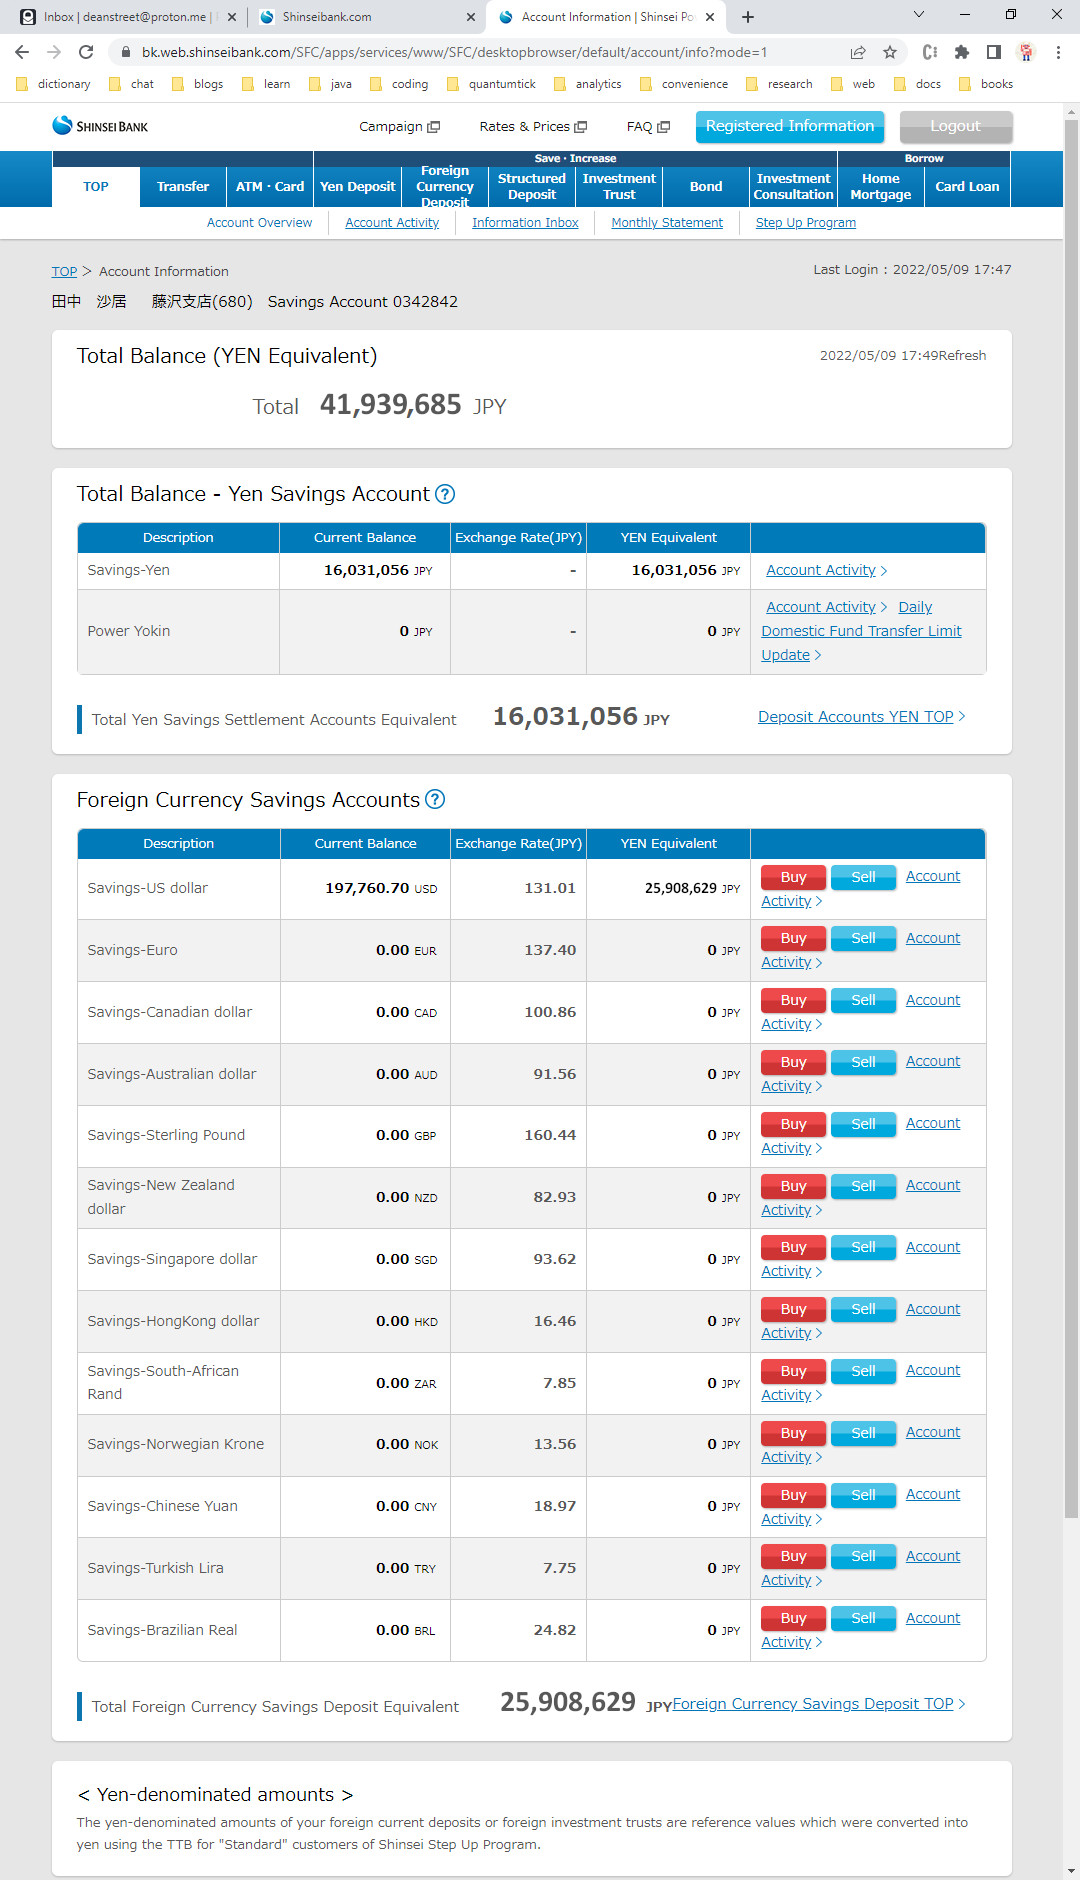 Inbox | deanstreet@proton.me |
Shinseibank.com
Account Information | Shinsei Po
bk.web.shinseibank.com/SFC/apps/services/www/SFC/desktopbrowser/default/account/info?mode=1
dictionary chat blogs learn java coding quantumtick analytics convenience research web docs books
SHINSEI BANK
Campaign Rates & Prices FAQ Registered Information Logout
Save · Increase Borrow
TOP Transfer ATM · Card Yen Deposit Foreign Currency Deposit Structured Deposit Investment Trust Bond Investment Consultation Home Mortgage Card Loan
Account Overview Account Activity Information Inbox Monthly Statement Step Up Program
TOP > Account Information Last Login : 2022/05/09 17:47
田中 沙居 藤沢支店(680) Savings Account 0342842
Total Balance (YEN Equivalent) 2022/05/09 17:49Refresh
Total 41,939,685 JPY
Total Balance - Yen Savings Account ?
Description Current Balance Exchange Rate(JPY) YEN Equivalent
Savings-Yen 16,031,056 JPY - 16,031,056 JPY Account Activity >
Power Yokin 0 JPY - 0 JPY Account Activity > Daily
Domestic Fund Transfer Limit
Update >
Total Yen Savings Settlement Accounts Equivalent 16,031,056 JPY Deposit Accounts YEN TOP >
Foreign Currency Savings Accounts ?
Description Current Balance Exchange Rate(JPY) YEN Equivalent
Savings-US dollar 197,760.70 USD 131.01 25,908,629 JPY Buy Sell Account
Activity >
Savings-Euro 0.00 EUR 137.40 0 JPY Buy Sell Account
Activity >
Savings-Canadian dollar 0.00 CAD 100.86 0 JPY Buy Sell Account
Activity >
Savings-Australian dollar 0.00 AUD 91.56 0 JPY Buy Sell Account
Activity >
Savings-Sterling Pound 0.00 GBP 160.44 0 JPY Buy Sell Account
Activity >
Savings-New Zealand
dollar 0.00 NZD 82.93 0 JPY Buy Sell Account
Activity >
Savings-Singapore dollar 0.00 SGD 93.62 0 JPY Buy Sell Account
Activity >
Savings-HongKong dollar 0.00 HKD 16.46 0 JPY Buy Sell Account
Activity >
Savings-South-African
Rand 0.00 ZAR 7.85 0 JPY Buy Sell Account
Activity >
Savings-Norwegian Krone 0.00 NOK 13.56 0 JPY Buy Sell Account
Activity >
Savings-Chinese Yuan 0.00 CNY 18.97 0 JPY Buy Sell Account
Activity >
Savings-Turkish Lira 0.00 TRY 7.75 0 JPY Buy Sell Account
Activity >
Savings-Brazilian Real 0.00 BRL 24.82 0 JPY Buy Sell Account
Activity >
Total Foreign Currency Savings Deposit Equivalent 25,908,629 JPY Foreign Currency Savings Deposit TOP >
< Yen-denominated amounts >
The yen-denominated amounts of your foreign current deposits or foreign investment trusts are reference values which were converted into
yen using the TTB for "Standard" customers of Shinsei Step Up Program.